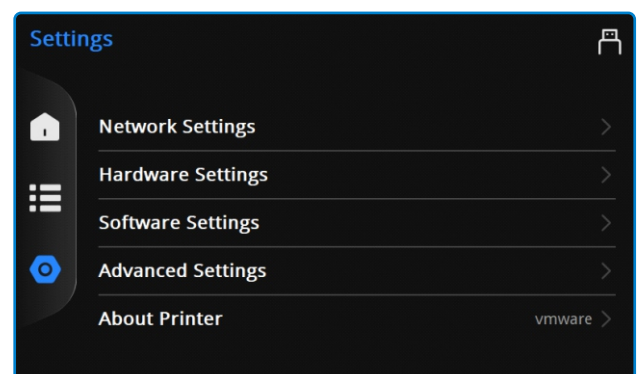 Settings
Network Settings
Hardware Settings
Software Settings
Advanced Settings
About Printer vmware